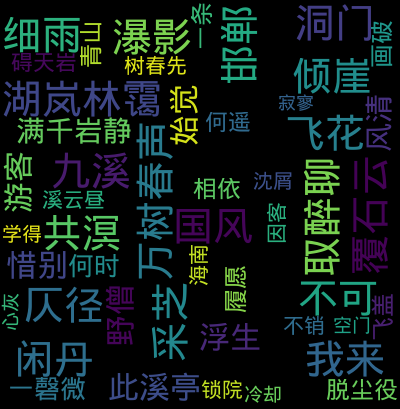 细雨
瀑影
一条
邯郸
洞门
青山
画破
碍天岩
树春先
倾崖
湖岚林霭
始觉
寂寥
风清
满千岩静
何遥
飞花
游客
九溪
万树春声
相依
沈屑
取醉聊
覆石云
溪云昼
学得
共溟
国风
因客
惜别
何时
海南
履愿
不可
心灰
仄径
野僧
采芝
浮生
不销
空门
飞盖
闲丹
我来
一磬微
此溪亭
锁院
冷却
脱尘役